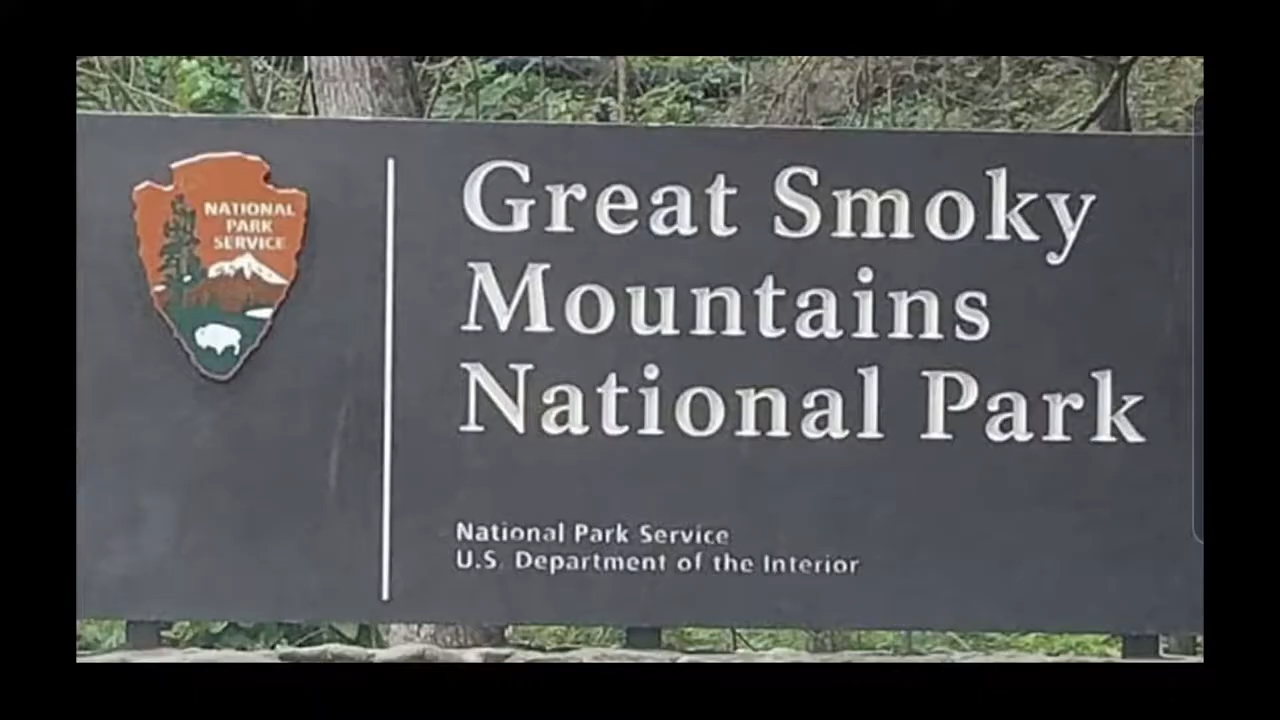 NATIONAL
PARK
SERVICE
Great Smoky
Mountains
National Park
National Park Service
U.S. Department of the Interior